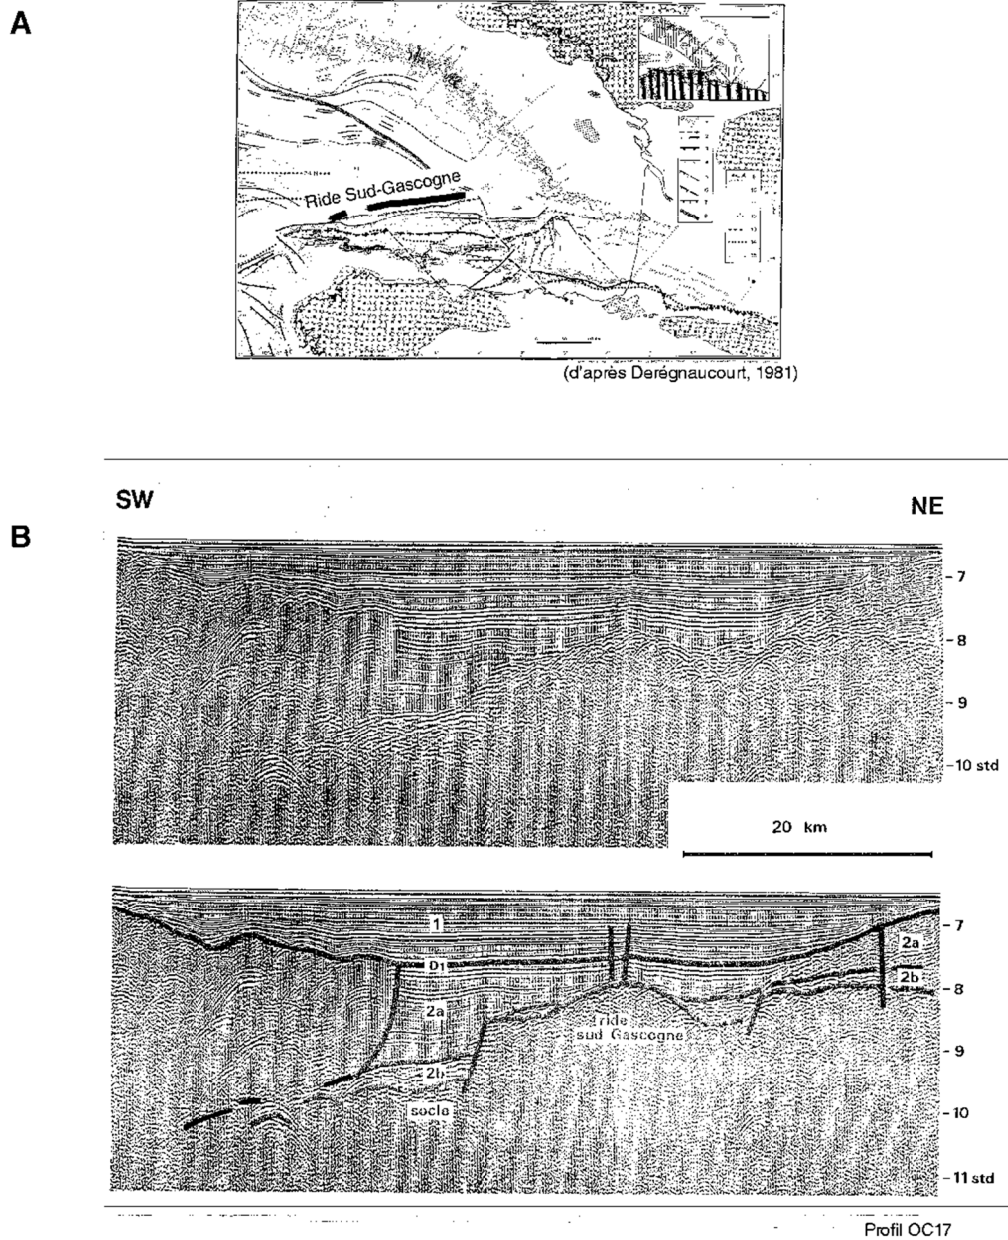 A
Ride Sud-Gascogne
(d'après Derégnaucourt, 1981)
B
SW
NE
7
8
9
10 std
20 km
1
D1
2a
2b
2a
2b
ride
sud Gascogne
socle
7
8
9
10
11 std
Profil OC17